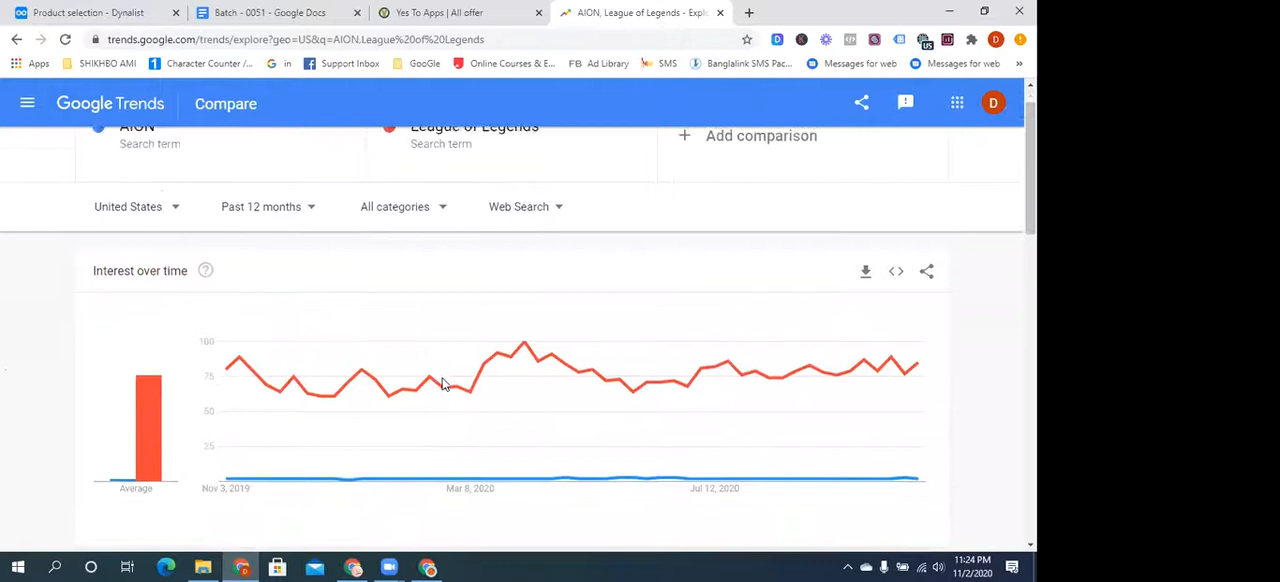 Product selection - Dynalist
Batch - 0051 - Google Docs
Yes To Apps | All offer
AION, League of Legends - Explo
trends.google.com/trends/explore?geo=US&q=AION,League%20of%20Legends
US
D
Apps
SHIKHBO AMI
Character Counter /...
in
Support Inbox
GooGle
Online Courses & E...
FB Ad Library
SMS
Banglalink SMS Pac...
Messages for web
Messages for web
Google Trends
Compare
D
AION
Search term
League of Legends
Search term
+ Add comparison
United States
Past 12 months
All categories
Web Search
Interest over time
100
75
50
25
Average
Nov 3, 2019
Mar 8, 2020
Jul 12, 2020
11:24 PM
11/2/2020